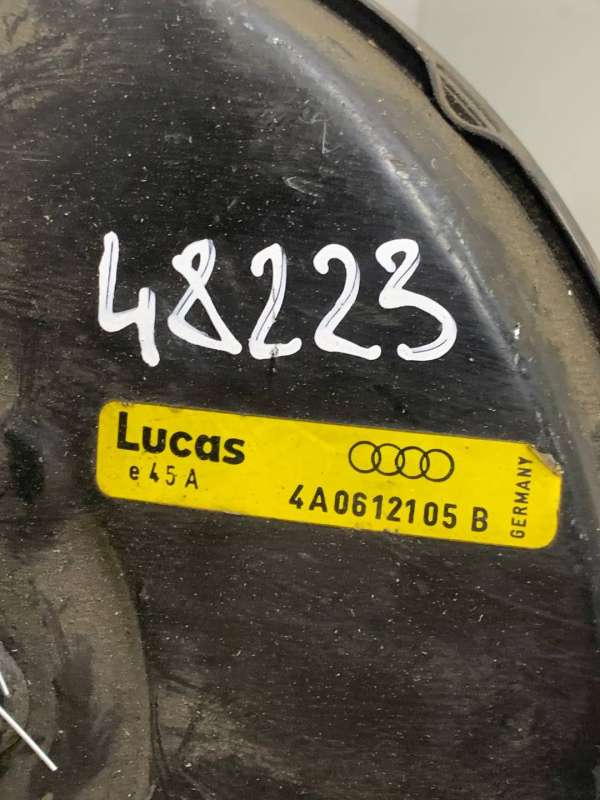 48223
Lucas
e45A
4A0612105 B
GERMANY